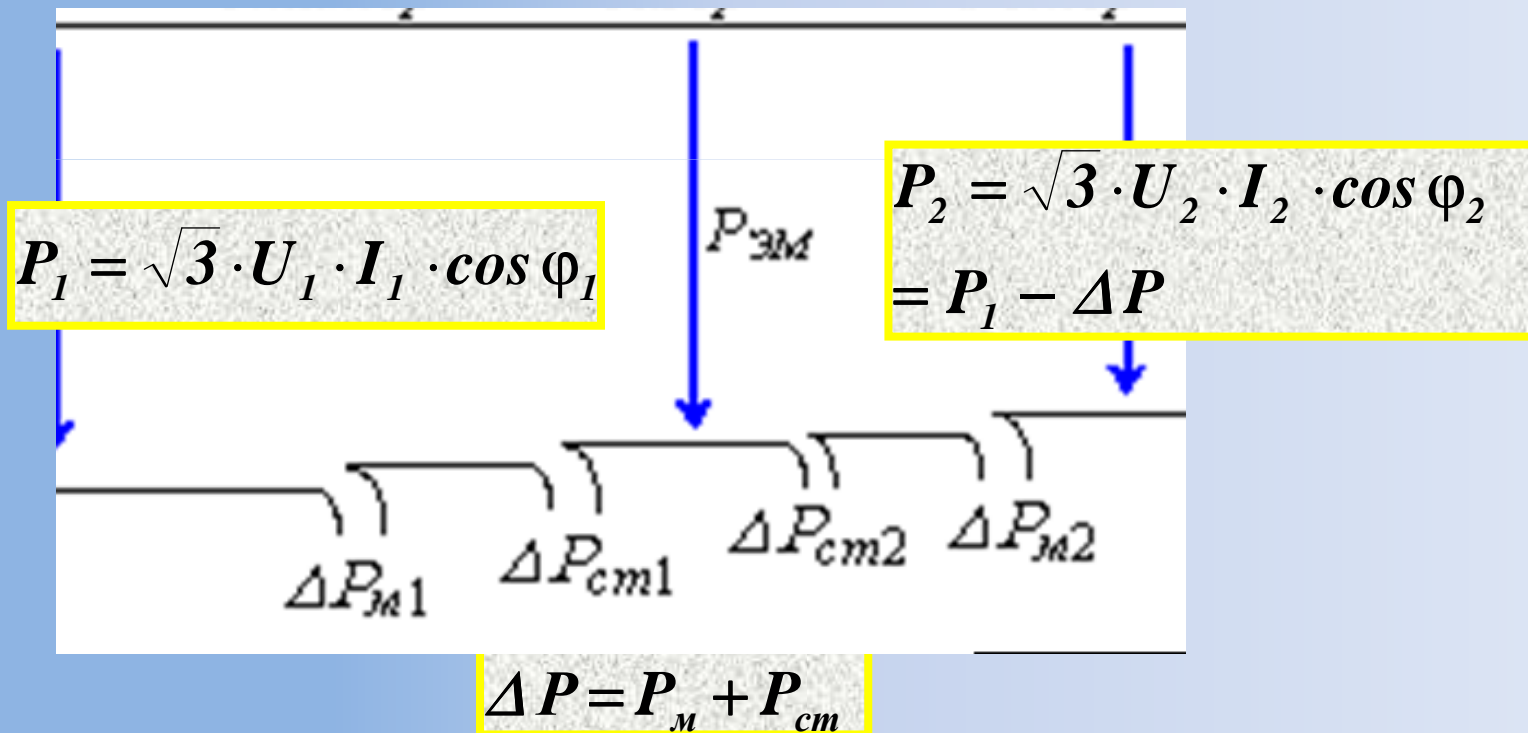 P₁ = √3 · U₁ · I₁ · cos φ₁
Pэм
P₂ = √3 · U₂ · I₂ · cos φ₂
= P₁ − ΔP
ΔPм1
ΔPст1
ΔPст2
ΔPм2
ΔP = Pм + Pст